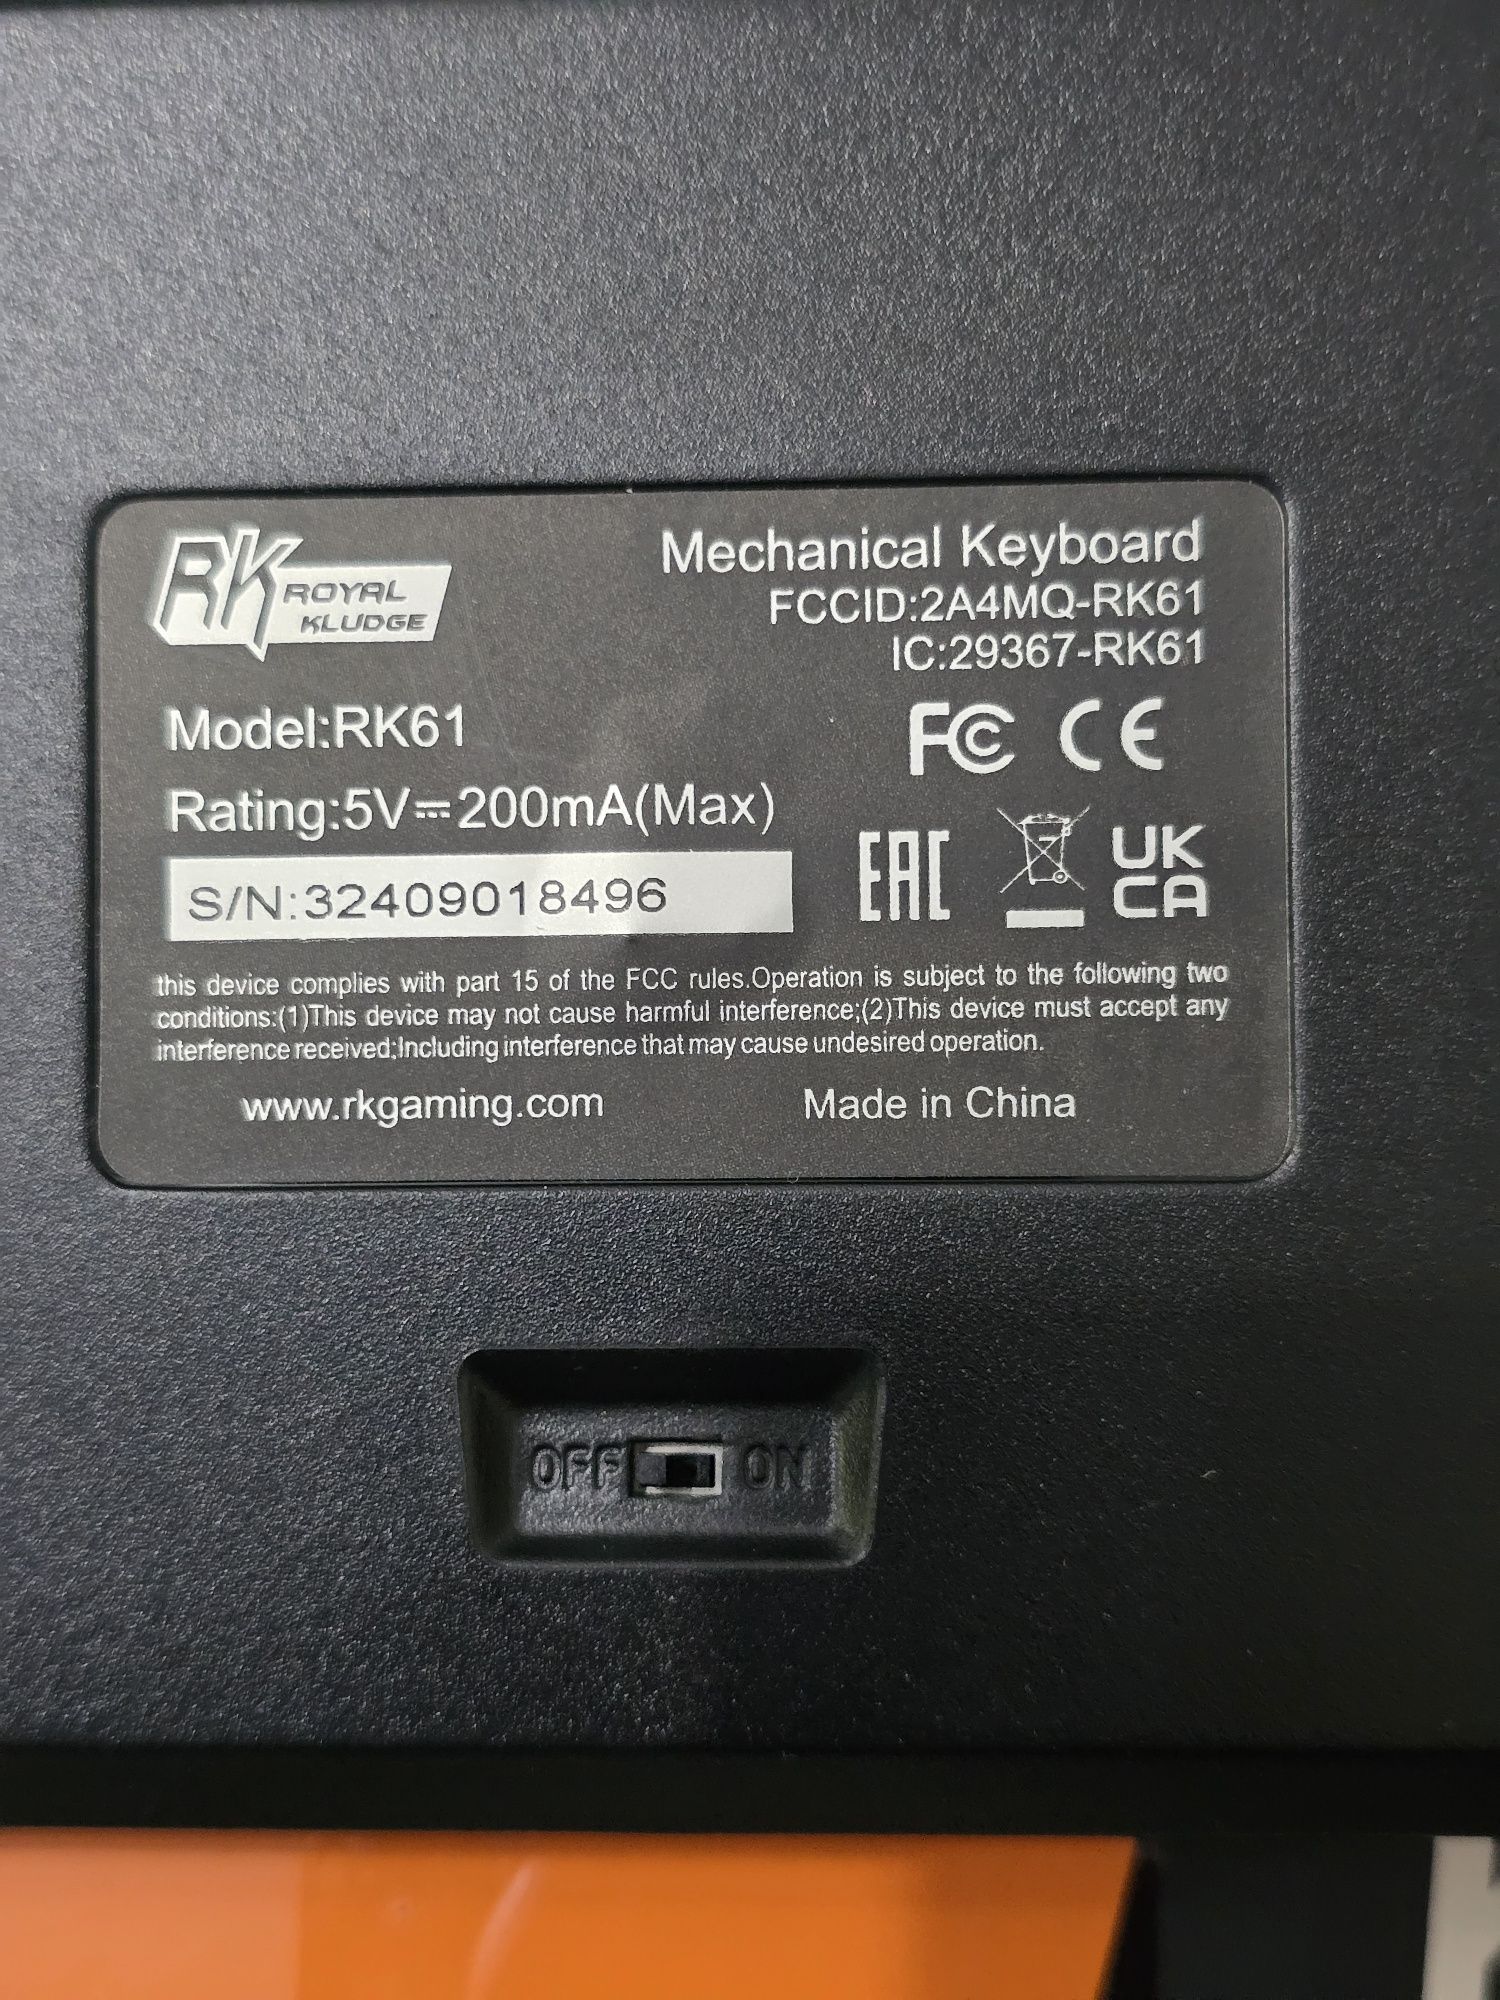 RK ROYAL
KLUDGE
Mechanical Keyboard
FCCID:2A4MQ-RK61
IC:29367-RK61
Model:RK61
FC CE
Rating:5V⎓200mA(Max)
EAC UK
CA
S/N:32409018496
this device complies with part 15 of the FCC rules.Operation is subject to the following two
conditions:(1)This device may not cause harmful interference;(2)This device must accept any
interference received;Including interference that may cause undesired operation.
www.rkgaming.com Made in China
OFF ON